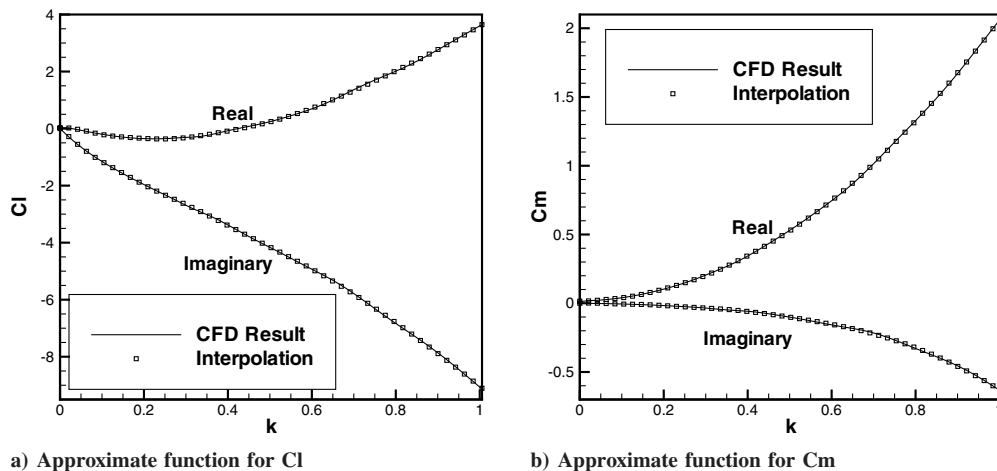 4
2
0
-2
-4
-6
-8
Cl
Real
Imaginary
CFD Result
Interpolation
0
0.2
0.4
0.6
0.8
1
k
a) Approximate function for Cl
2
1.5
1
0.5
0
-0.5
Cm
CFD Result
Interpolation
Real
Imaginary
0
0.2
0.4
0.6
0.8
1
k
b) Approximate function for Cm